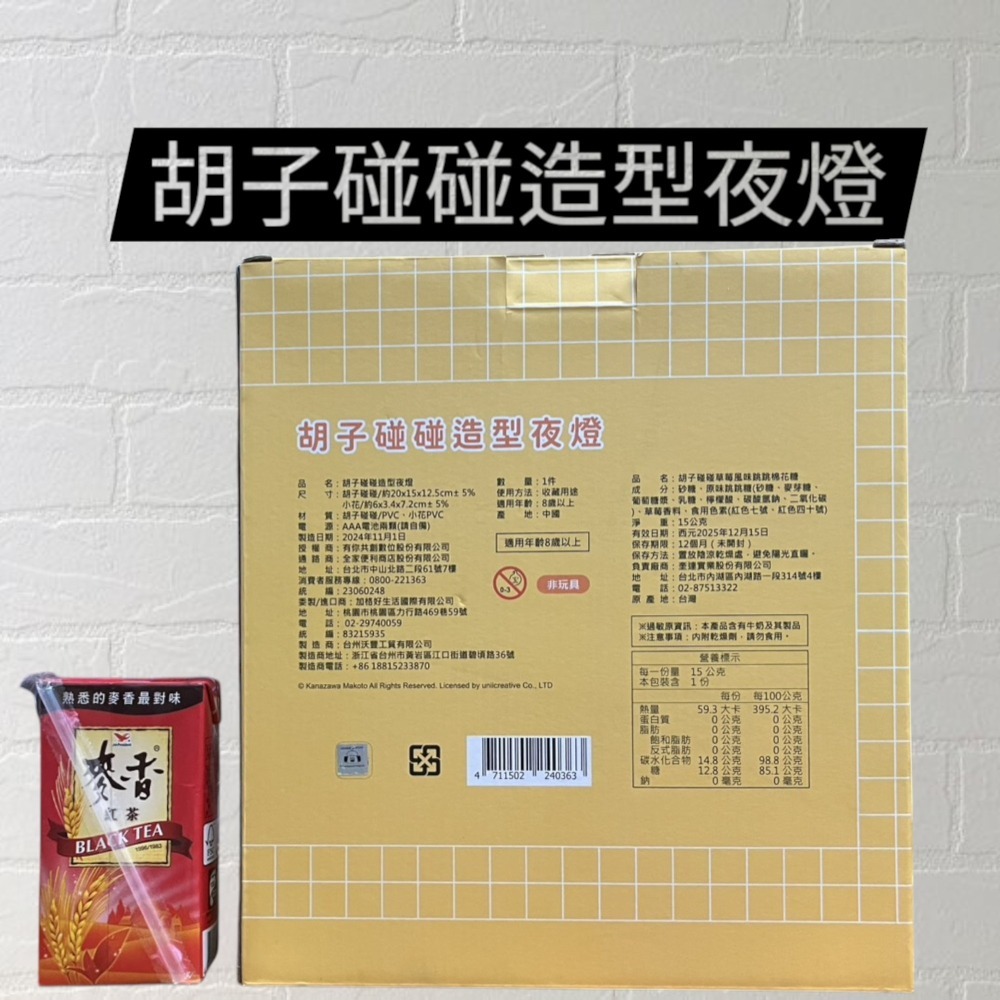 胡子碰碰造型夜燈
胡子碰碰造型夜燈
品 名：胡子碰碰造型夜燈
尺 寸：胡子碰碰/約20x15x12.5cm± 5%
小花/約6x3.4x7.2cm± 5%
材 質：胡子碰碰/PVC、小花PVC
電 源：AAA電池兩顆(請自備)
製造日期：2024年11月1日
授 權 商：有你共創數位股份有限公司
通 路 商：全家便利商店股份有限公司
地 址：台北市中山北路二段61號7樓
消費者服務專線：0800-221363
統 編：23060248
委製/進口商：加格好生活國際有限公司
地 址：桃園市桃園區力行路469巷59號
電 話：02-29740059
統 編：83215935
製 造 商：台州沃豐工貿有限公司
製造商地址：浙江省台州市黃岩區江口街道碧頃路36號
製造商電話：+86 18815233870
© Kanazawa Makoto All Rights Reserved. Licensed by uniicreative Co., LTD
數 量：1件
使用方法：收藏用途
適用年齡：8歲以上
產 地：中國
適用年齡8歲以上
0-3
非玩具
4 711502 240363
品 名：胡子碰碰草莓風味跳跳棉花糖
成 分：砂糖、原味跳跳糖(砂糖、麥芽糖、
葡萄糖漿、乳糖、檸檬酸、碳酸氫鈉、二氧化碳
)、草莓香料、食用色素(紅色七號、紅色四十號)
淨 重：15公克
有效日期：西元2025年12月15日
保存期限：12個月（未開封）
保存方法：置放陰涼乾燥處，避免陽光直曬。
負責廠商：奎達實業股份有限公司
地 址：台北市內湖區內湖路一段314號4樓
電 話：02-87513322
原 產 地：台灣
※過敏原資訊：本產品含有牛奶及其製品
※注意事項：內附乾燥劑，請勿食用。
營養標示
每一份量 15 公克
本包裝含 1 份
每份 每100公克
熱量 59.3 大卡 395.2 大卡
蛋白質 0 公克 0 公克
脂肪 0 公克 0 公克
飽和脂肪 0 公克 0 公克
反式脂肪 0 公克 0 公克
碳水化合物 14.8 公克 98.8 公克
糖 12.8 公克 85.1 公克
鈉 0 毫克 0 毫克
熟悉的麥香最對味
麥香
紅茶
BLACK TEA